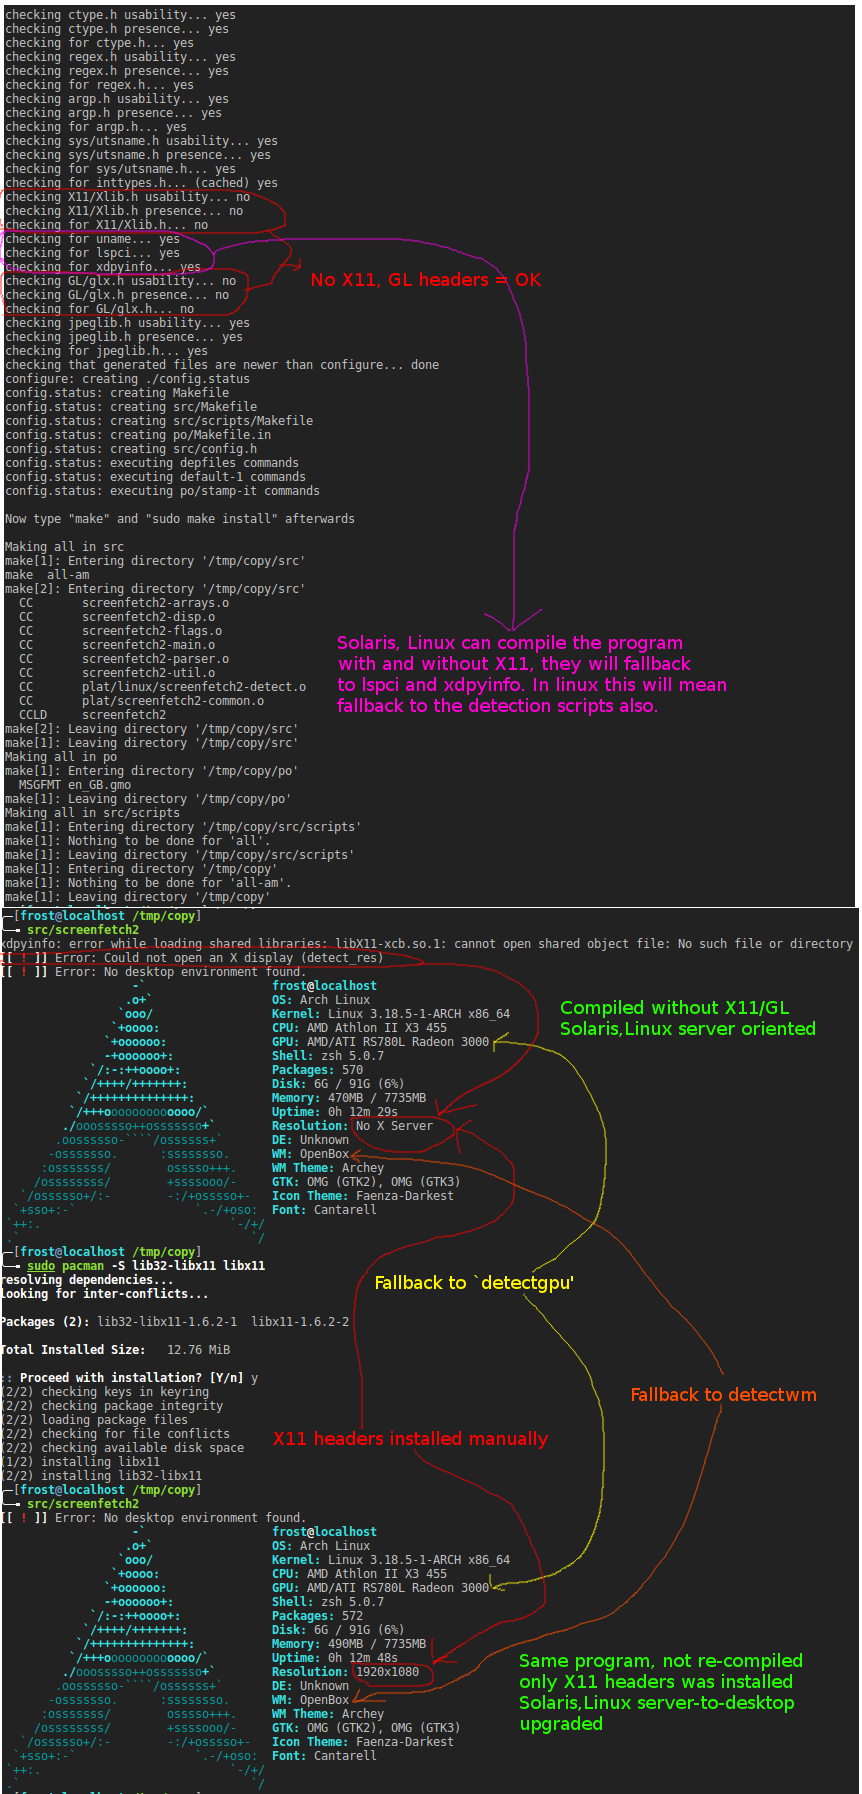 checking ctype.h usability... yes
checking ctype.h presence... yes
checking for ctype.h... yes
checking regex.h usability... yes
checking regex.h presence... yes
checking for regex.h... yes
checking argp.h usability... yes
checking argp.h presence... yes
checking for argp.h... yes
checking sys/utsname.h usability... yes
checking sys/utsname.h presence... yes
checking for sys/utsname.h... yes
checking for inttypes.h... (cached) yes
checking X11/Xlib.h usability... no
checking X11/Xlib.h presence... no
checking for X11/Xlib.h... no
checking for uname... yes
checking for lspci... yes
checking for xdpyinfo... yes
checking GL/glx.h usability... no
checking GL/glx.h presence... no
checking for GL/glx.h... no
No X11, GL headers = OK
checking jpeglib.h usability... yes
checking jpeglib.h presence... yes
checking for jpeglib.h... yes
checking that generated files are newer than configure... done
configure: creating ./config.status
config.status: creating Makefile
config.status: creating src/Makefile
config.status: creating src/scripts/Makefile
config.status: creating po/Makefile.in
config.status: creating src/config.h
config.status: executing depfiles commands
config.status: executing default-1 commands
config.status: executing po/stamp-it commands
Now type "make" and "sudo make install" afterwards
Making all in src
make[1]: Entering directory '/tmp/copy/src'
make  all-am
make[2]: Entering directory '/tmp/copy/src'
CC       screenfetch2-arrays.o
CC       screenfetch2-disp.o
CC       screenfetch2-flags.o
CC       screenfetch2-main.o
CC       screenfetch2-parser.o
CC       screenfetch2-util.o
CC       plat/linux/screenfetch2-detect.o
CC       plat/screenfetch2-common.o
CCLD     screenfetch2
Solaris, Linux can compile the program
with and without X11, they will fallback
to lspci and xdpyinfo. In linux this will mean
fallback to the detection scripts also.
make[2]: Leaving directory '/tmp/copy/src'
make[1]: Leaving directory '/tmp/copy/src'
Making all in po
make[1]: Entering directory '/tmp/copy/po'
MSGFMT en_GB.gmo
make[1]: Leaving directory '/tmp/copy/po'
Making all in src/scripts
make[1]: Entering directory '/tmp/copy/src/scripts'
make[1]: Nothing to be done for 'all'.
make[1]: Leaving directory '/tmp/copy/src/scripts'
make[1]: Entering directory '/tmp/copy'
make[1]: Nothing to be done for 'all-am'.
make[1]: Leaving directory '/tmp/copy'
[frost@localhost /tmp/copy]
src/screenfetch2
xdpyinfo: error while loading shared libraries: libX11-xcb.so.1: cannot open shared object file: No such file or directory
[[ ! ]] Error: Could not open an X display (detect_res)
[[ ! ]] Error: No desktop environment found.
frost@localhost
OS: Arch Linux
Kernel: Linux 3.18.5-1-ARCH x86_64
CPU: AMD Athlon II X3 455
GPU: AMD/ATI RS780L Radeon 3000
Shell: zsh 5.0.7
Packages: 570
Disk: 6G / 91G (6%)
Memory: 470MB / 7735MB
Uptime: 0h 12m 29s
Resolution: No X Server
DE: Unknown
WM: OpenBox
WM Theme: Archey
GTK: OMG (GTK2), OMG (GTK3)
Icon Theme: Faenza-Darkest
Font: Cantarell
Compiled without X11/GL
Solaris,Linux server oriented
[frost@localhost /tmp/copy]
sudo pacman -S lib32-libx11 libx11
resolving dependencies...
looking for inter-conflicts...
Fallback to `detectgpu'
Packages (2): lib32-libx11-1.6.2-1  libx11-1.6.2-2
Total Installed Size:   12.76 MiB
:: Proceed with installation? [Y/n] y
(2/2) checking keys in keyring
(2/2) checking package integrity
(2/2) loading package files
(2/2) checking for file conflicts
(2/2) checking available disk space
(1/2) installing libx11
(2/2) installing lib32-libx11
Fallback to detectwm
X11 headers installed manually
[frost@localhost /tmp/copy]
src/screenfetch2
[[ ! ]] Error: No desktop environment found.
frost@localhost
OS: Arch Linux
Kernel: Linux 3.18.5-1-ARCH x86_64
CPU: AMD Athlon II X3 455
GPU: AMD/ATI RS780L Radeon 3000
Shell: zsh 5.0.7
Packages: 572
Disk: 6G / 91G (6%)
Memory: 490MB / 7735MB
Uptime: 0h 12m 48s
Resolution: 1920x1080
DE: Unknown
WM: OpenBox
WM Theme: Archey
GTK: OMG (GTK2), OMG (GTK3)
Icon Theme: Faenza-Darkest
Font: Cantarell
Same program, not re-compiled
only X11 headers was installed
Solaris,Linux server-to-desktop
upgraded